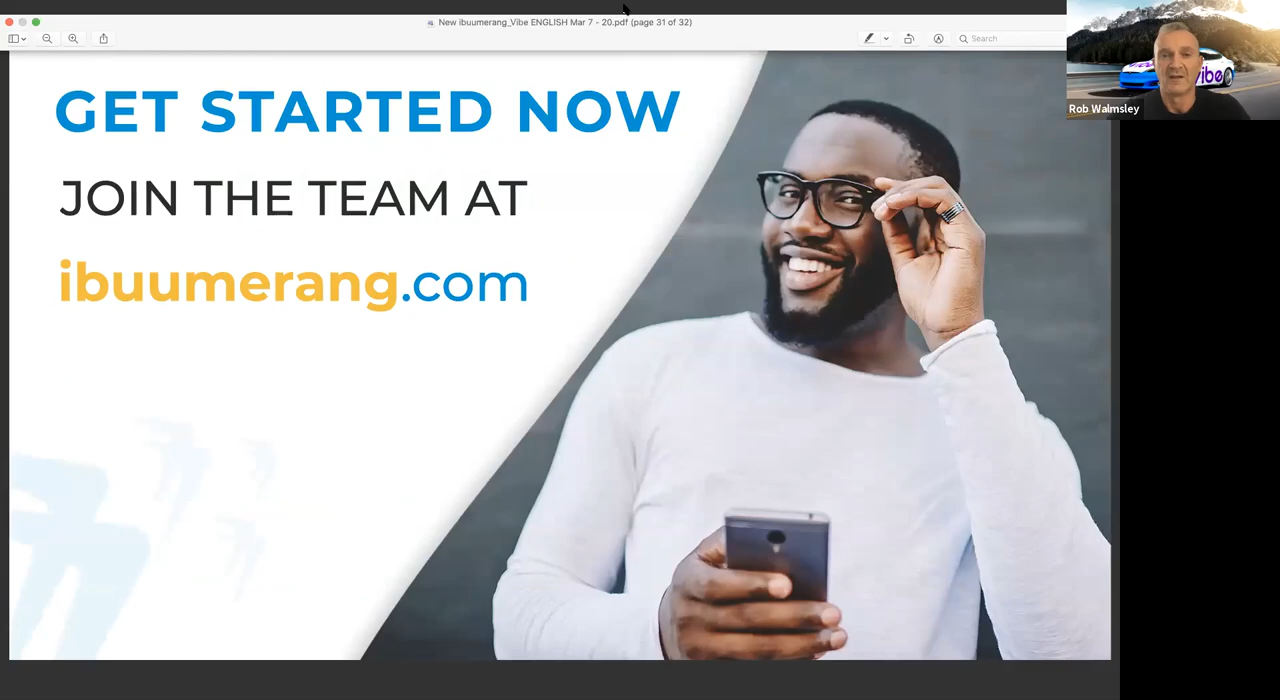 New ibuumerang_Vibe ENGLISH Mar 7 - 20.pdf (page 31 of 32)
Search
GET STARTED NOW
JOIN THE TEAM AT
ibuumerang.com
vibe
Rob Walmsley